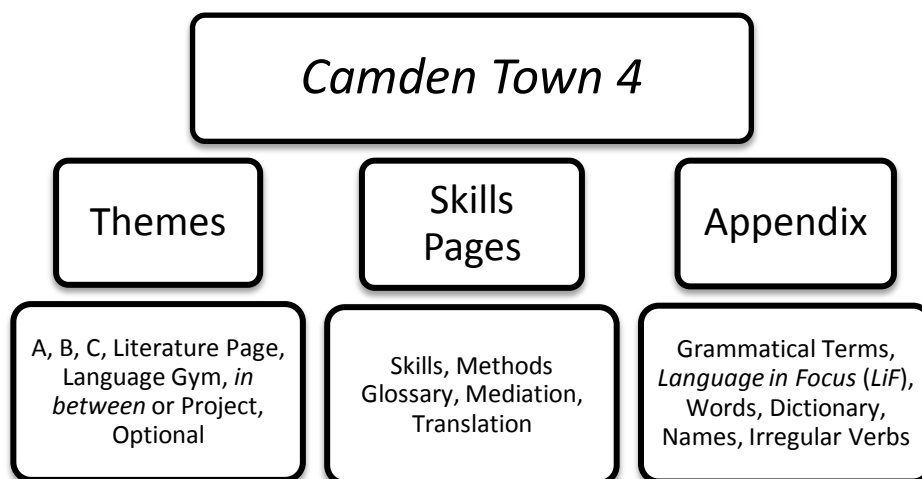 Camden Town 4
Themes
Skills
Pages
Appendix
A, B, C, Literature Page,
Language Gym, in
between or Project,
Optional
Skills, Methods
Glossary, Mediation,
Translation
Grammatical Terms,
Language in Focus (LiF),
Words, Dictionary,
Names, Irregular Verbs